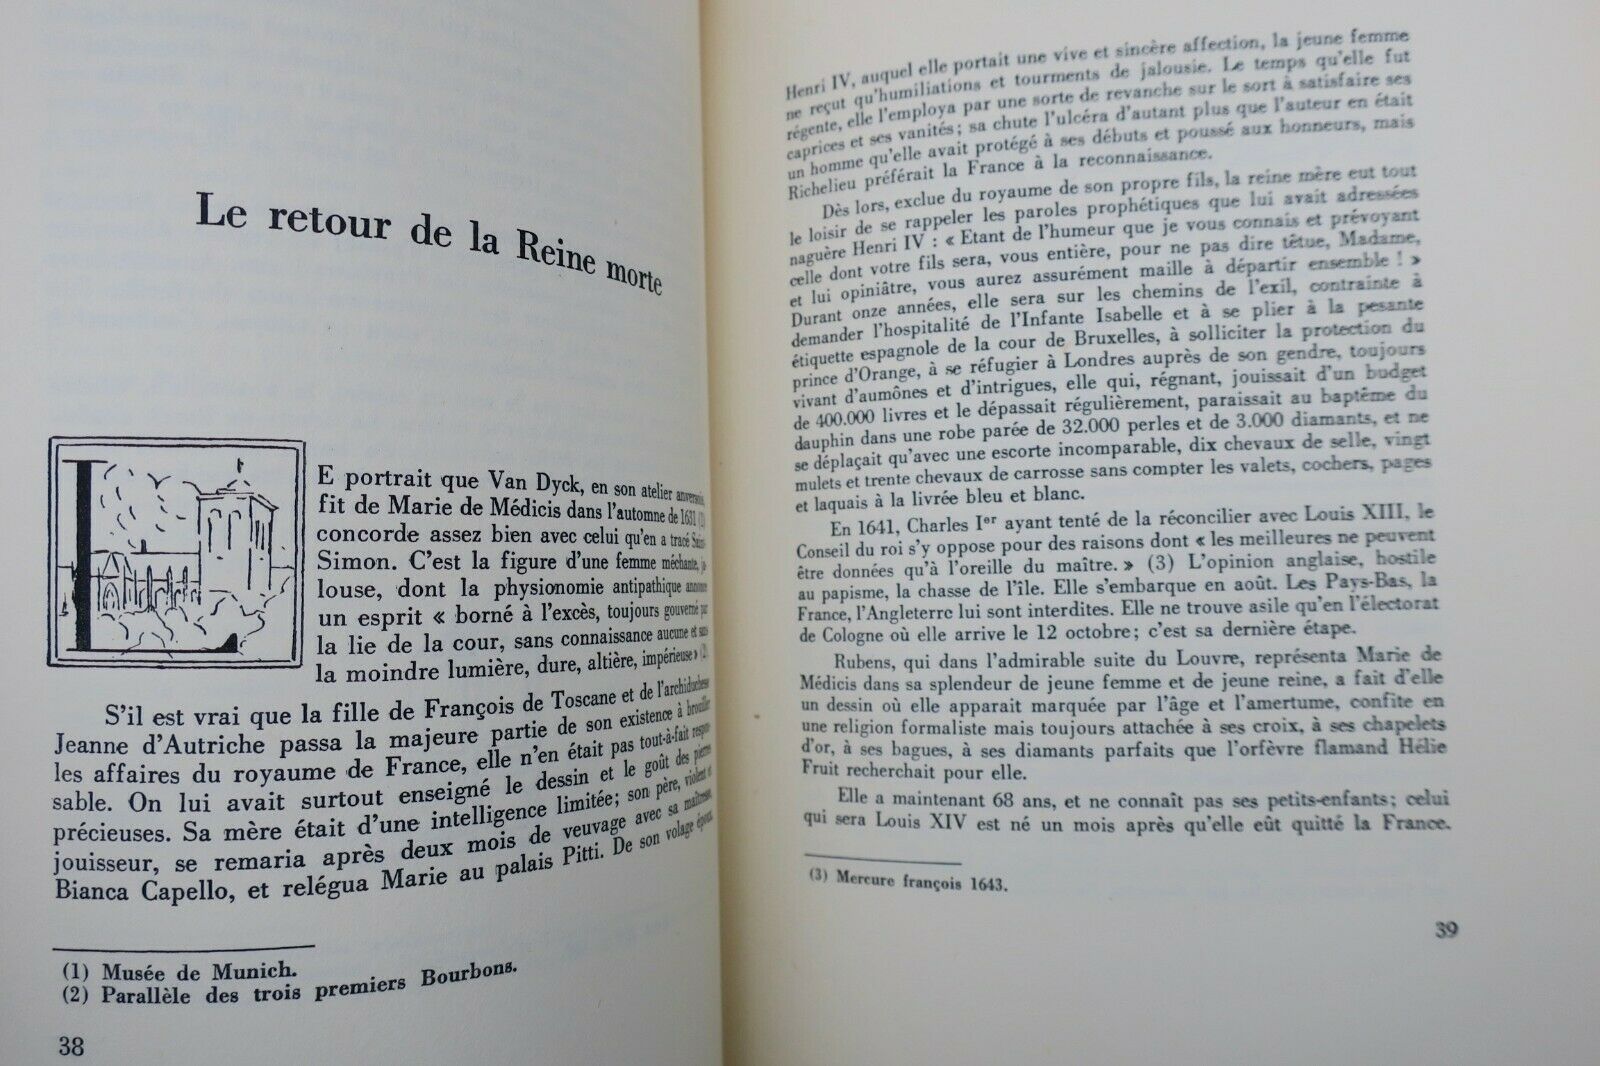 Le retour de la Reine morte
LE portrait que Van Dyck, en son atelier anversois,
fit de Marie de Médicis dans l'automne de 1631 (1)
concorde assez bien avec celui qu'en a tracé Saint-
Simon. C'est la figure d'une femme méchante, ja-
louse, dont la physionomie antipathique annonce
un esprit « borné à l'excès, toujours gouverné par
la lie de la cour, sans connaissance aucune et sans
la moindre lumière, dure, altière, impérieuse » (2).
S'il est vrai que la fille de François de Toscane et de l'archiduchesse
Jeanne d'Autriche passa la majeure partie de son existence à brouiller
les affaires du royaume de France, elle n'en était pas tout-à-fait respon-
sable. On lui avait surtout enseigné le dessin et le goût des pierres
précieuses. Sa mère était d'une intelligence limitée; son père, violent et
jouisseur, se remaria après deux mois de veuvage avec sa maîtresse,
Bianca Capello, et relégua Marie au palais Pitti. De son volage époux,
(1) Musée de Munich.
(2) Parallèle des trois premiers Bourbons.
38
Henri IV, auquel elle portait une vive et sincère affection, la jeune femme
ne reçut qu'humiliations et tourments de jalousie. Le temps qu'elle fut
régente, elle l'employa par une sorte de revanche sur le sort à satisfaire ses
caprices et ses vanités; sa chute l'ulcéra d'autant plus que l'auteur en était
un homme qu'elle avait protégé à ses débuts et poussé aux honneurs, mais
Richelieu préférait la France à la reconnaissance.
Dès lors, exclue du royaume de son propre fils, la reine mère eut tout
le loisir de se rappeler les paroles prophétiques que lui avait adressées
naguère Henri IV : « Etant de l'humeur que je vous connais et prévoyant
celle dont votre fils sera, vous entière, pour ne pas dire têtue, Madame,
et lui opiniâtre, vous aurez assurément maille à départir ensemble ! »
Durant onze années, elle sera sur les chemins de l'exil, contrainte à
demander l'hospitalité de l'Infante Isabelle et à se plier à la pesante
étiquette espagnole de la cour de Bruxelles, à solliciter la protection du
prince d'Orange, à se réfugier à Londres auprès de son gendre, toujours
vivant d'aumônes et d'intrigues, elle qui, régnant, jouissait d'un budget
de 400.000 livres et le dépassait régulièrement, paraissait au baptême du
dauphin dans une robe parée de 32.000 perles et de 3.000 diamants, et ne
se déplaçait qu'avec une escorte incomparable, dix chevaux de selle, vingt
mulets et trente chevaux de carrosse sans compter les valets, cochers, pages
et laquais à la livrée bleu et blanc.
En 1641, Charles Ier ayant tenté de la réconcilier avec Louis XIII, le
Conseil du roi s'y oppose pour des raisons dont « les meilleures ne peuvent
être données qu'à l'oreille du maître. » (3) L'opinion anglaise, hostile
au papisme, la chasse de l'île. Elle s'embarque en août. Les Pays-Bas, la
France, l'Angleterre lui sont interdites. Elle ne trouve asile qu'en l'électorat
de Cologne où elle arrive le 12 octobre; c'est sa dernière étape.
Rubens, qui dans l'admirable suite du Louvre, représenta Marie de
Médicis dans sa splendeur de jeune femme et de jeune reine, a fait d'elle
un dessin où elle apparait marquée par l'âge et l'amertume, confite en
une religion formaliste mais toujours attachée à ses croix, à ses chapelets
d'or, à ses bagues, à ses diamants parfaits que l'orfèvre flamand Hélie
Fruit recherchait pour elle.
Elle a maintenant 68 ans, et ne connaît pas ses petits-enfants; celui
qui sera Louis XIV est né un mois après qu'elle eût quitté la France.
(3) Mercure françois 1643.
39